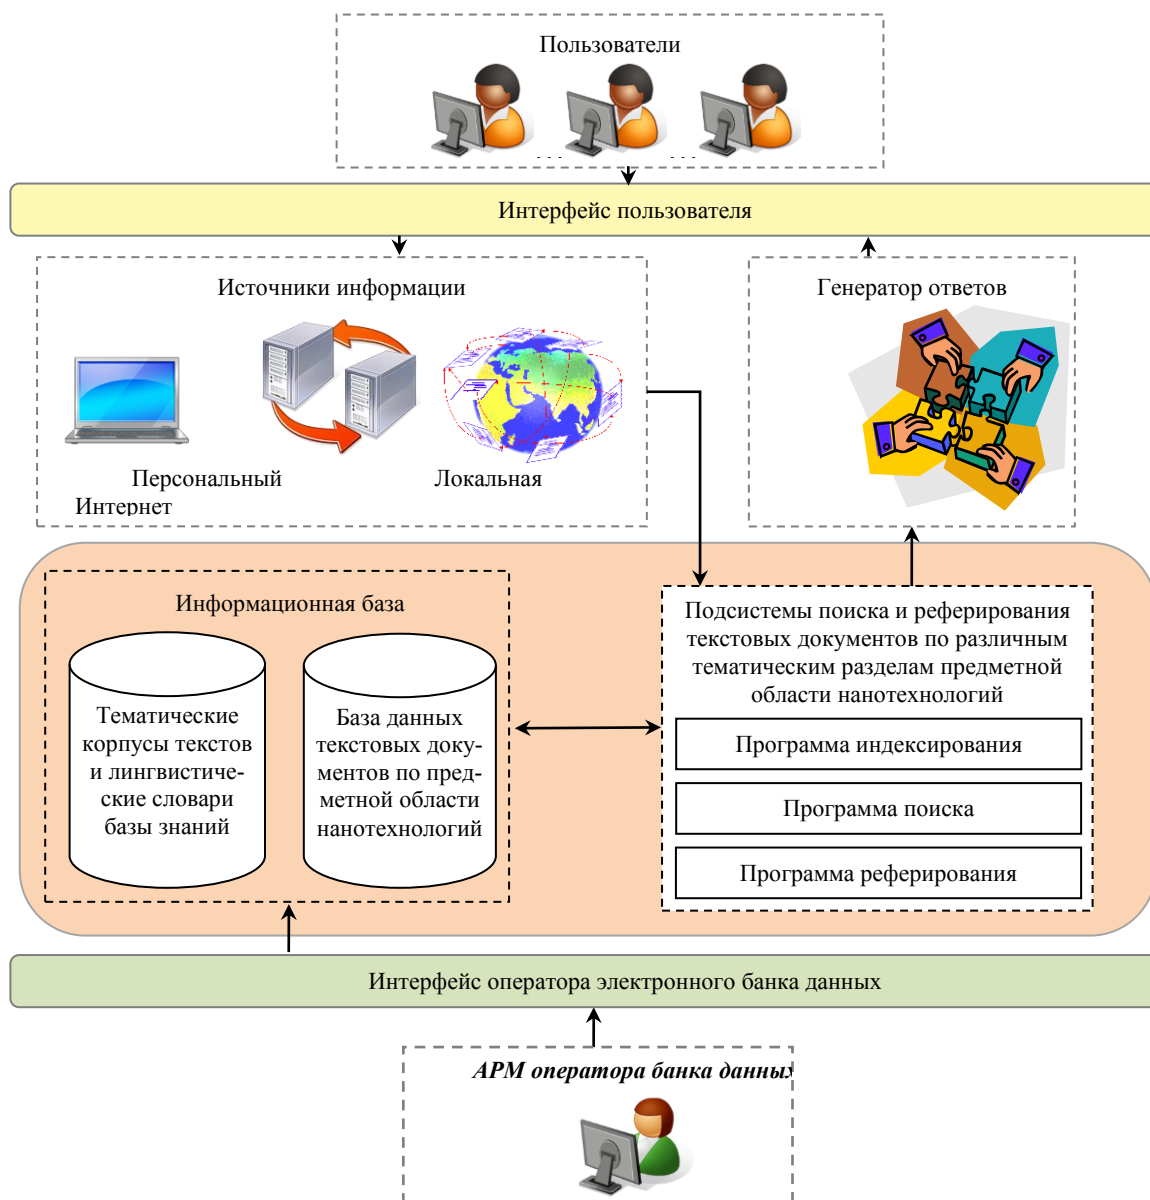 Пользователи
... ...
Интерфейс пользователя
Источники информации
Персональный Локальная
Интернет
Генератор ответов
Информационная база
Тематические
корпусы текстов
и лингвистиче-
ские словари
базы знаний
База данных
текстовых доку-
ментов по пред-
метной области
нанотехнологий
Подсистемы поиска и реферирования
текстовых документов по различным
тематическим разделам предметной
области нанотехнологий
Программа индексирования
Программа поиска
Программа реферирования
Интерфейс оператора электронного банка данных
АРМ оператора банка данных